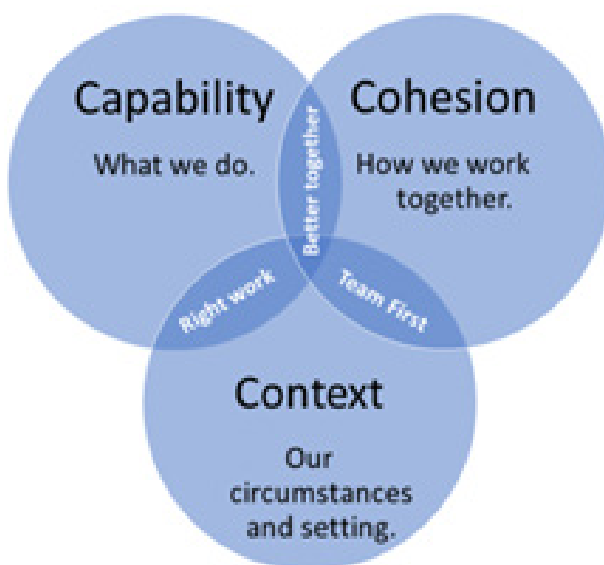 Capability
What we do.
Cohesion
How we work
together.
Better together
Right work
Team First
Context
Our
circumstances
and setting.